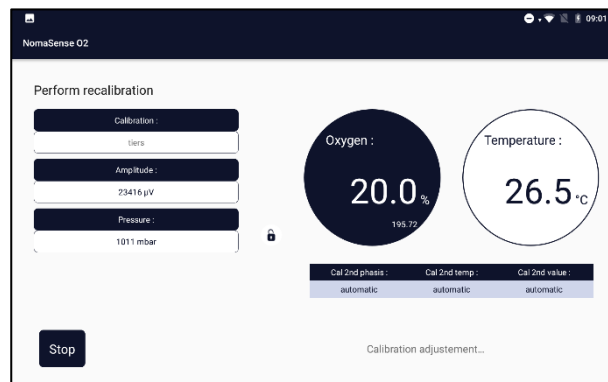 09:01
NomaSense O2
Perform recalibration
Calibration :
tiers
Amplitude :
23416 µV
Pressure :
1011 mbar
Oxygen :
20.0 %
195.72
Temperature :
26.5 °C
Cal 2nd phasis : Cal 2nd temp : Cal 2nd value :
automatic automatic automatic
Stop
Calibration adjustement...